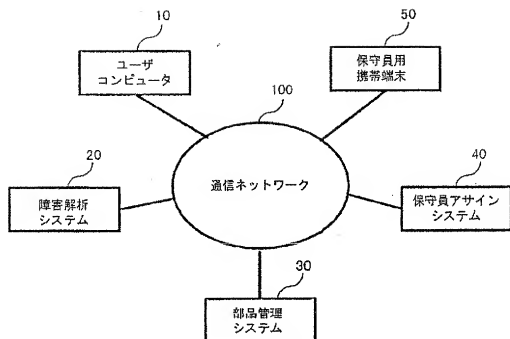 10
ユーザ
コンピュータ
50
保守員用
携帯端末
100
通信ネットワーク
20
障害解析
システム
40
保守員アサイン
システム
30
部品管理
システム